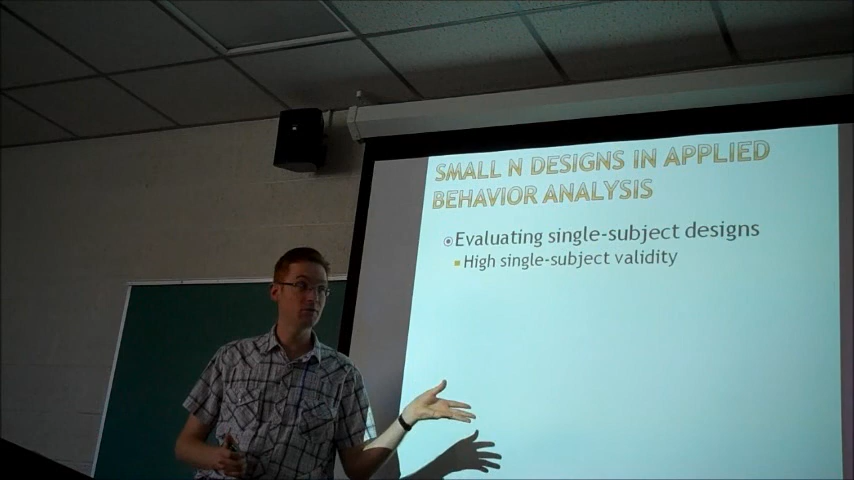 SMALL N DESIGNS IN APPLIED
BEHAVIOR ANALYSIS
Evaluating single-subject designs
High single-subject validity